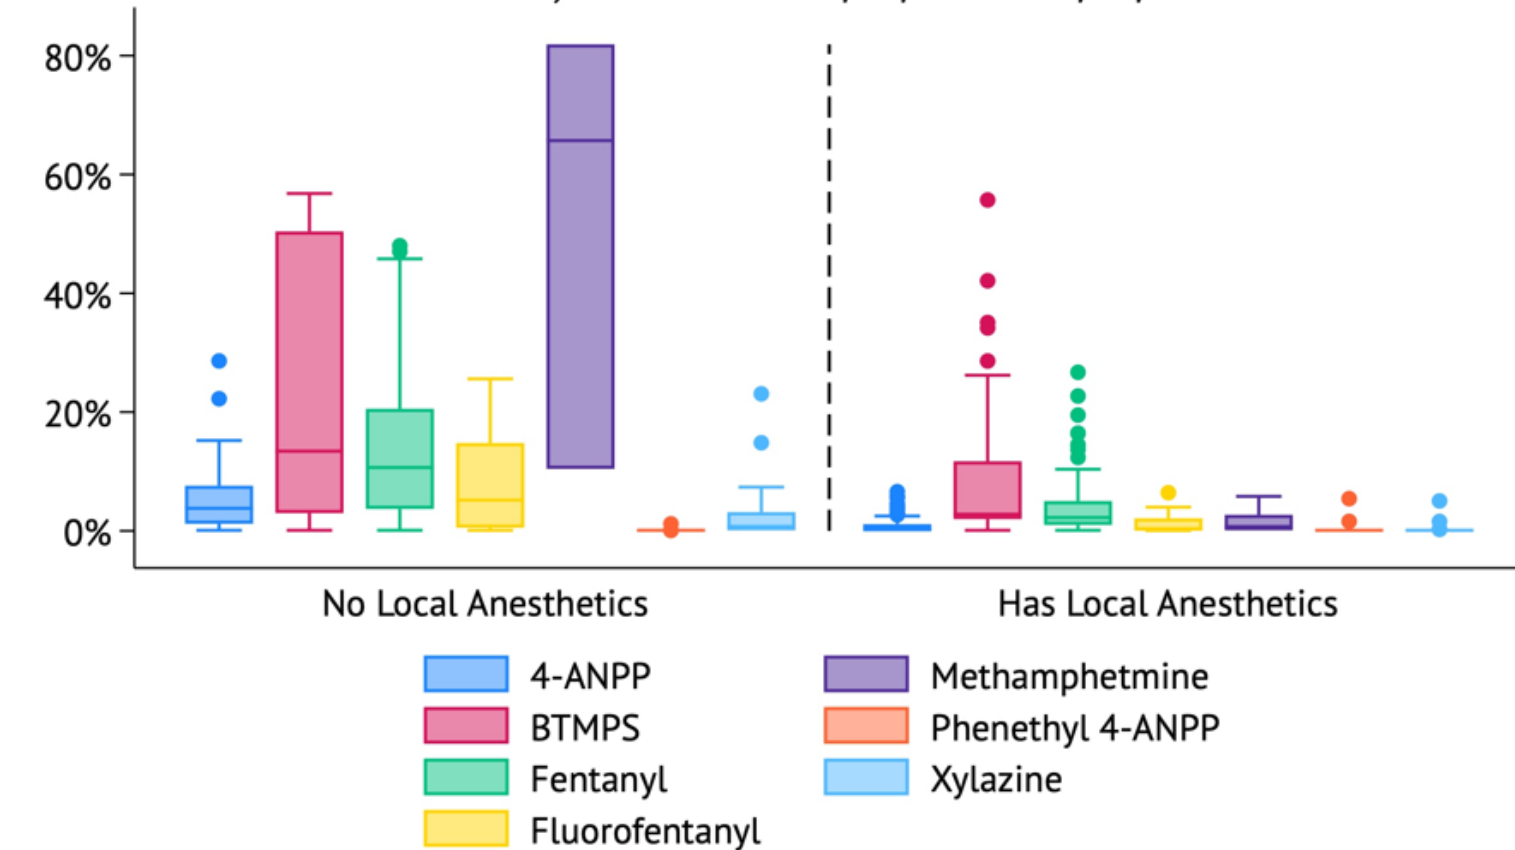 80%
60%
40%
20%
0%
No Local Anesthetics Has Local Anesthetics
4-ANPP Methamphetmine
BTMPS Phenethyl 4-ANPP
Fentanyl Xylazine
Fluorofentanyl